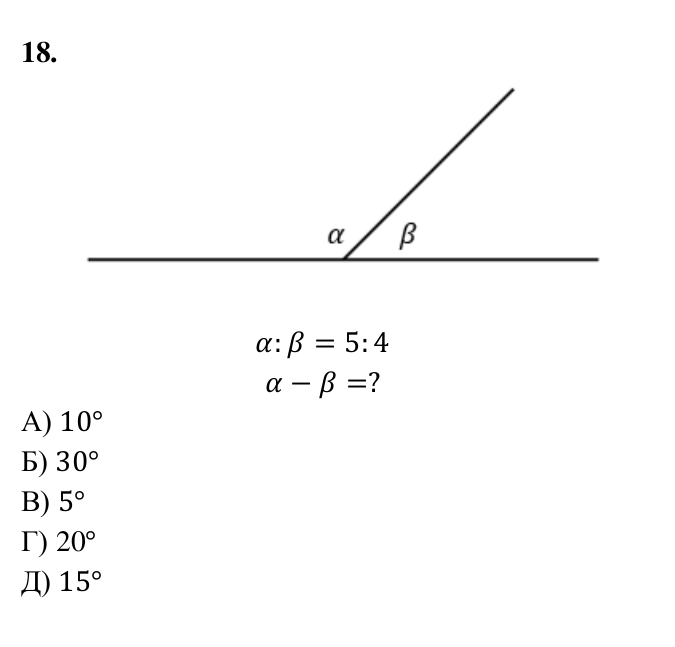 18.
α β
α: β = 5: 4
α − β =?
А) 10°
Б) 30°
В) 5°
Г) 20°
Д) 15°